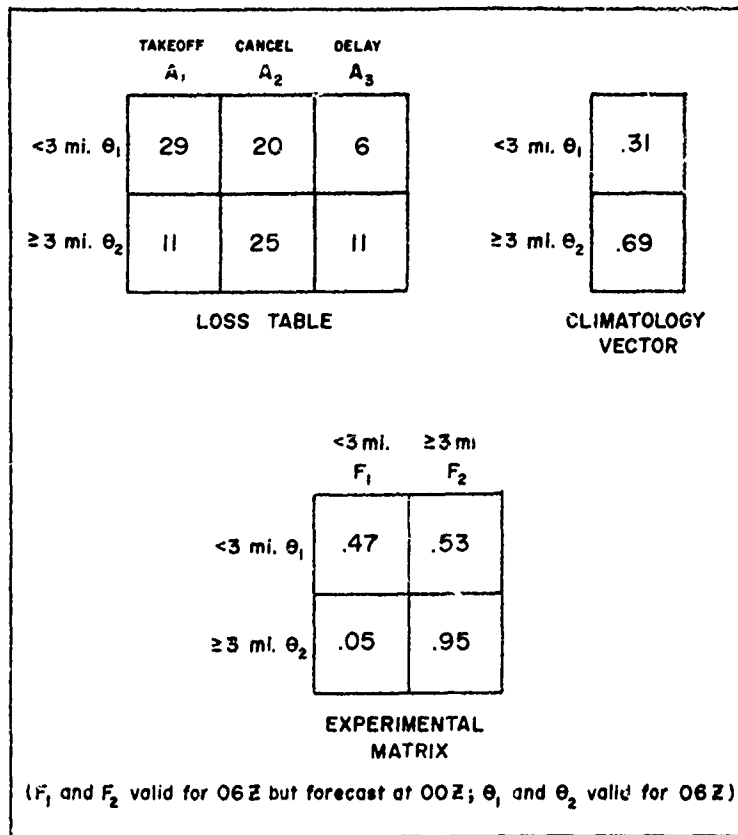 TAKEOFF CANCEL DELAY
A₁ A₂ A₃
<3 mi. θ₁ 29 20 6
≥3 mi. θ₂ 11 25 11
LOSS TABLE
<3 mi. θ₁ .31
≥3 mi. θ₂ .69
CLIMATOLOGY
VECTOR
<3 mi. ≥3 mi
F₁ F₂
<3 mi. θ₁ .47 .53
≥3 mi. θ₂ .05 .95
EXPERIMENTAL
MATRIX
(F₁ and F₂ valid for 06Z but forecast at 00Z; θ₁ and θ₂ valid for 06Z)